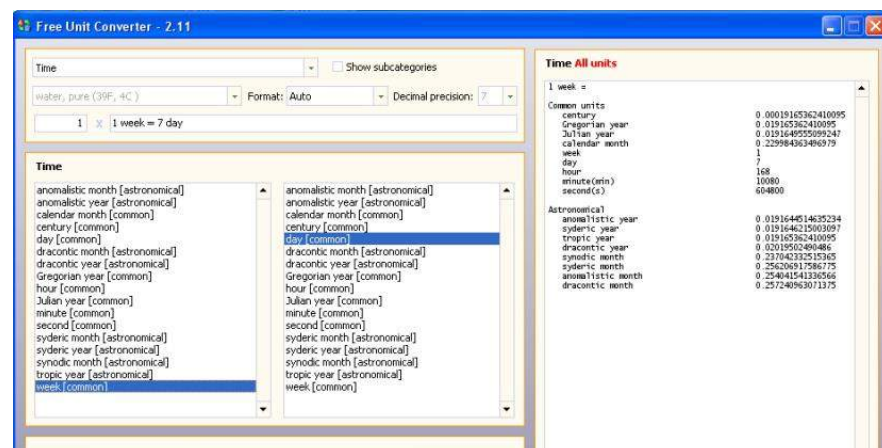 Free Unit Converter - 2.11
Time
Show subcategories
water, pure (39F, 4C )
Format: Auto
Decimal precision: 7
1 x 1 week = 7 day
Time
anomalistic month [astronomical]
anomalistic year [astronomical]
calendar month [common]
century [common]
day [common]
dracontic month [astronomical]
dracontic year [astronomical]
Gregorian year [common]
hour [common]
Julian year [common]
minute [common]
second [common]
syderic month [astronomical]
syderic year [astronomical]
synodic month [astronomical]
tropic year [astronomical]
week [common]
anomalistic month [astronomical]
anomalistic year [astronomical]
calendar month [common]
century [common]
day [common]
dracontic month [astronomical]
dracontic year [astronomical]
Gregorian year [common]
hour [common]
Julian year [common]
minute [common]
second [common]
syderic month [astronomical]
syderic year [astronomical]
synodic month [astronomical]
tropic year [astronomical]
week [common]
Time All units
1 week =
Common units
century 0.00019165362410095
Gregorian year 0.019165362410095
Julian year 0.0191649555099247
calendar month 0.229984363496979
week 1
day 7
hour 168
minute(min) 10080
second(s) 604800
Astronomical
anomalistic year 0.0191644514635234
syderic year 0.0191646215003097
tropic year 0.019165362410095
dracontic year 0.02019502490486
synodic month 0.237042332515365
syderic month 0.256206917586775
anomalistic month 0.254041541336566
dracontic month 0.257240963071375